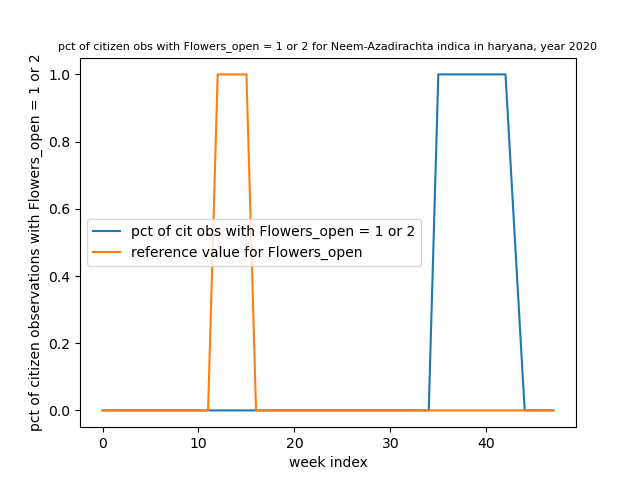 pct of citizen obs with Flowers_open = 1 or 2 for Neem-Azadirachta indica in haryana, year 2020
pct of citizen observations with Flowers_open = 1 or 2
1.0
0.8
0.6
0.4
0.2
0.0
pct of cit obs with Flowers_open = 1 or 2
reference value for Flowers_open
0 10 20 30 40
week index